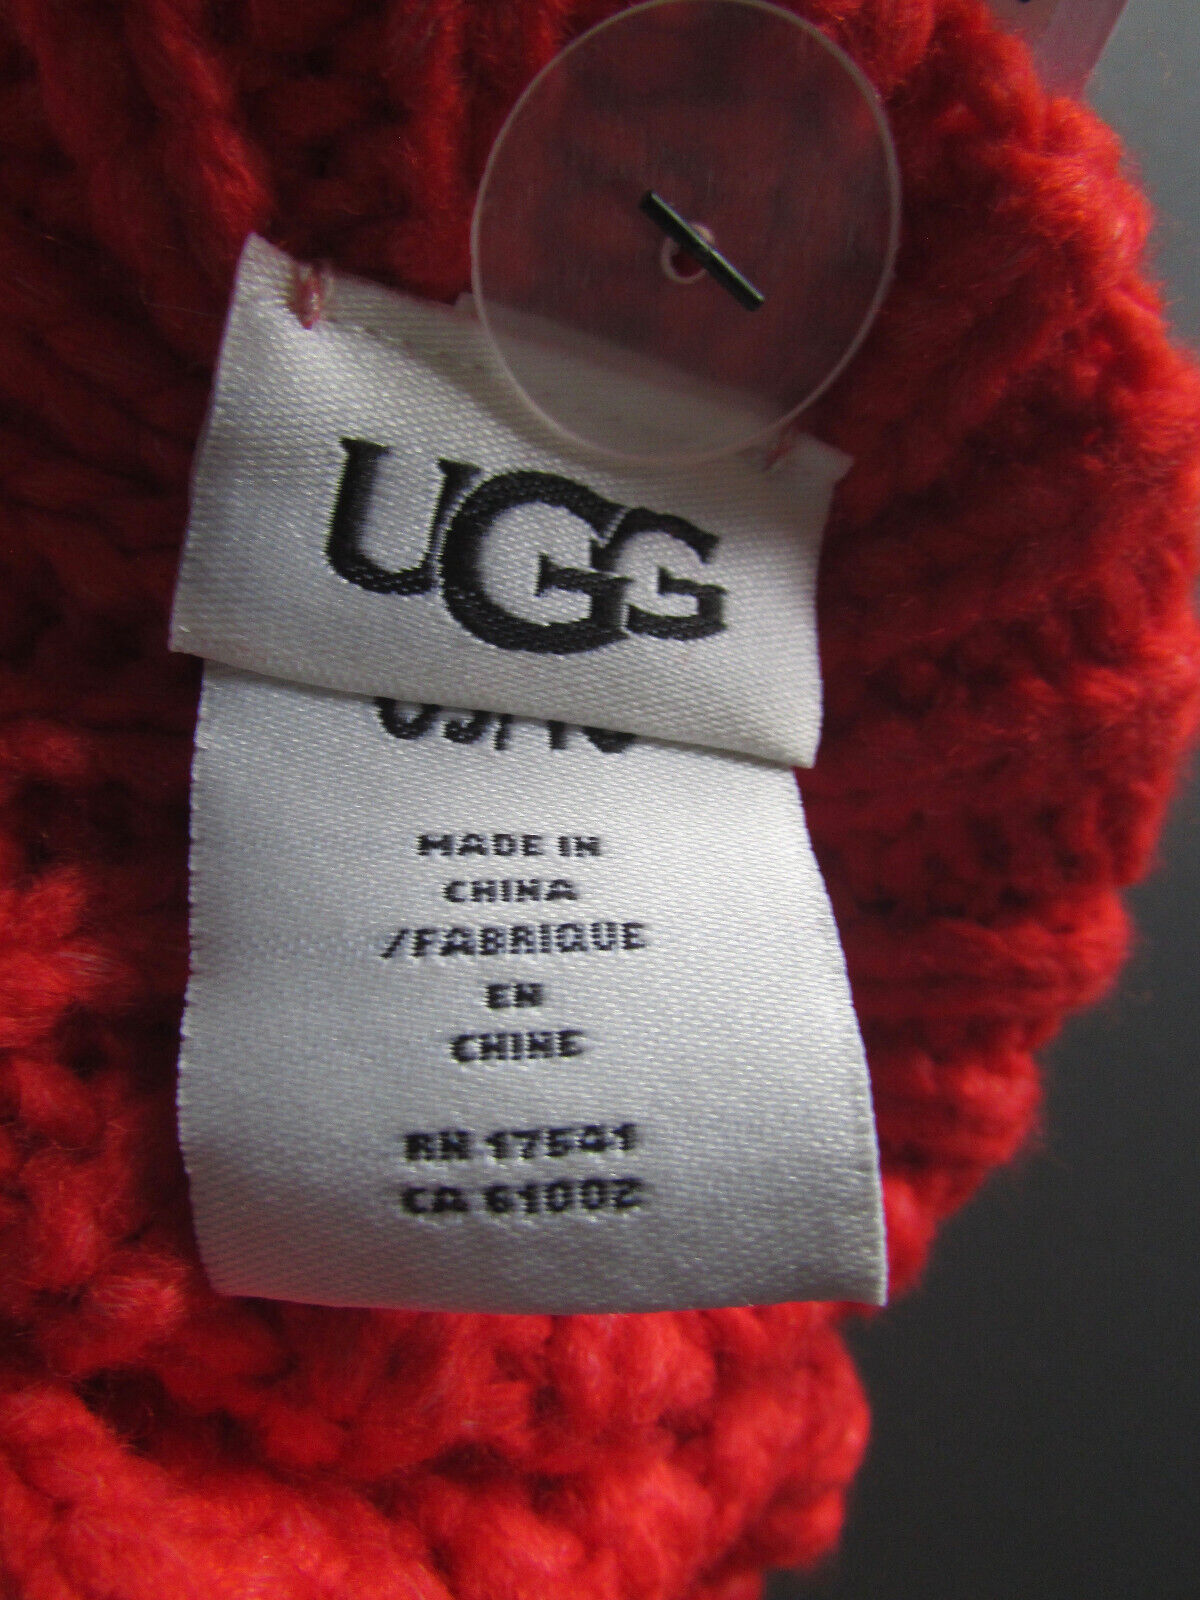 UGG
MADE IN
CHINA
/FABRIQUE
EN
CHINE
RN 17541
CA 61002